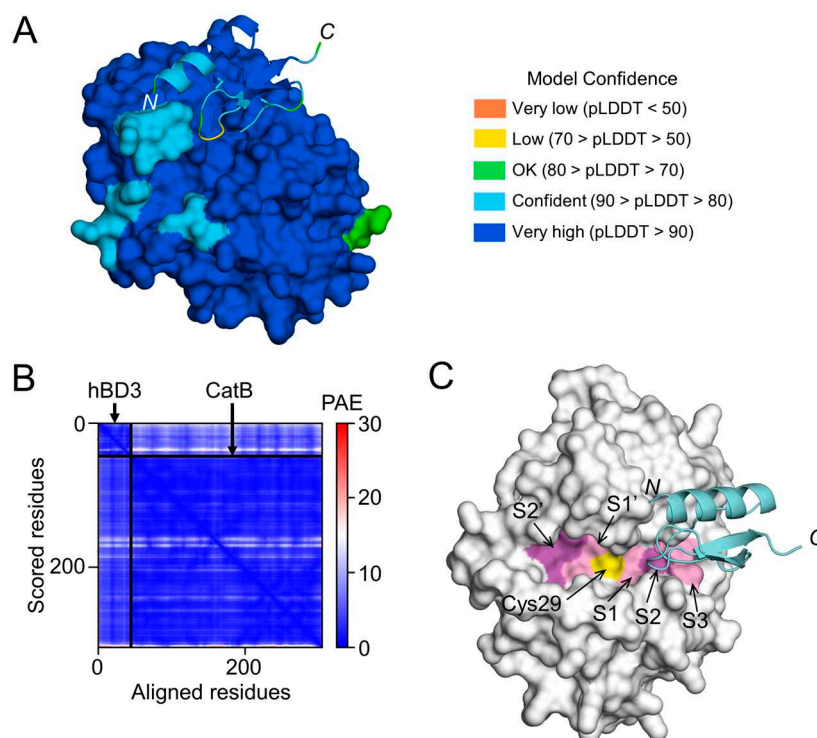 A
C
N
Model Confidence
Very low (pLDDT < 50)
Low (70 > pLDDT > 50)
OK (80 > pLDDT > 70)
Confident (90 > pLDDT > 80)
Very high (pLDDT > 90)
B
hBD3
CatB
PAE
0
200
Scored residues
0
200
Aligned residues
30
20
10
0
C
N
S2'
S1'
C
Cys29
S1
S2
S3